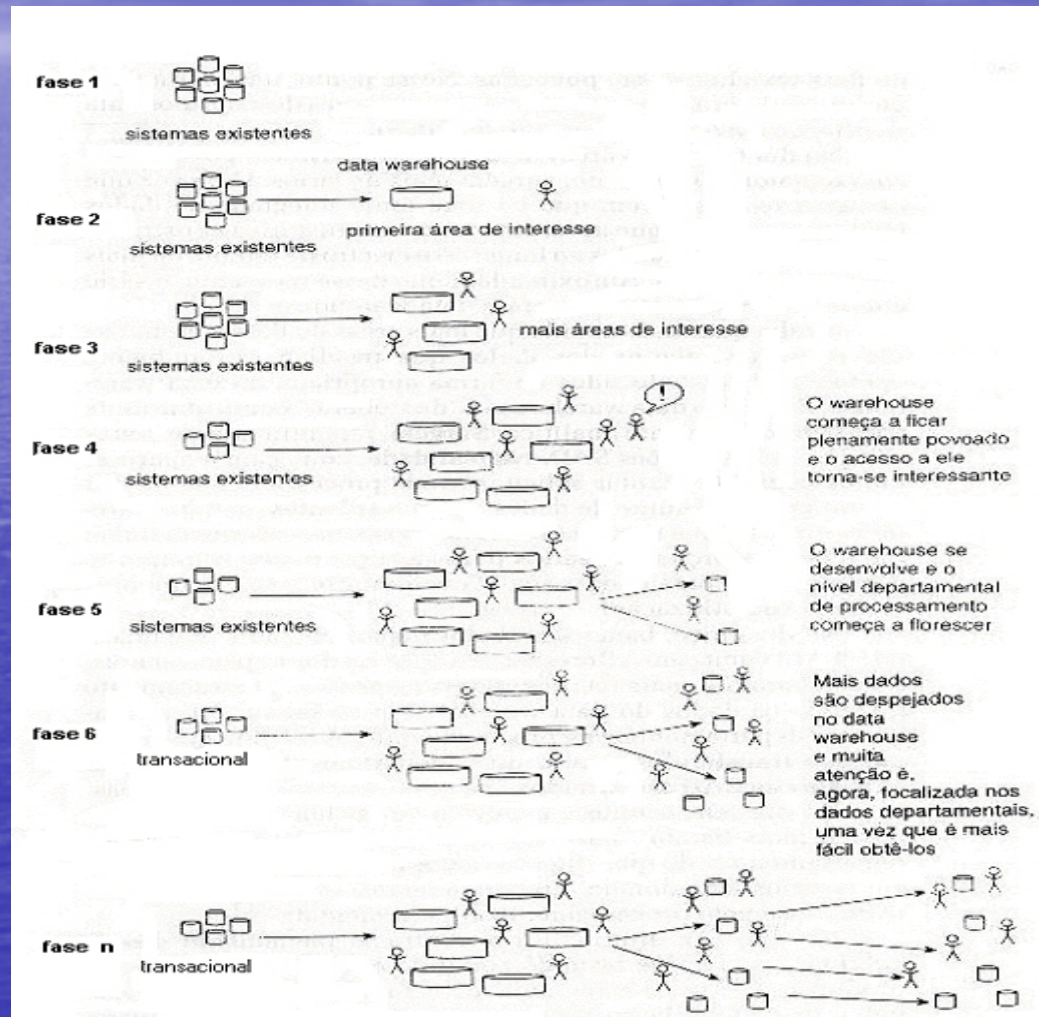 fase 1
sistemas existentes
data warehouse
fase 2
primeira área de interesse
sistemas existentes
fase 3
mais áreas de interesse
sistemas existentes
fase 4
sistemas existentes
!
O warehouse
começa a ficar
plenamente povoado
e o acesso a ele
torna-se interessante
fase 5
sistemas existentes
O warehouse se
desenvolve e o
nível departamental
de processamento
começa a florescer
fase 6
transacional
Mais dados
são despejados
no data
warehouse
e muita
atenção é,
agora, focalizada nos
dados departamentais,
uma vez que é mais
fácil obtê-los
fase n
transacional